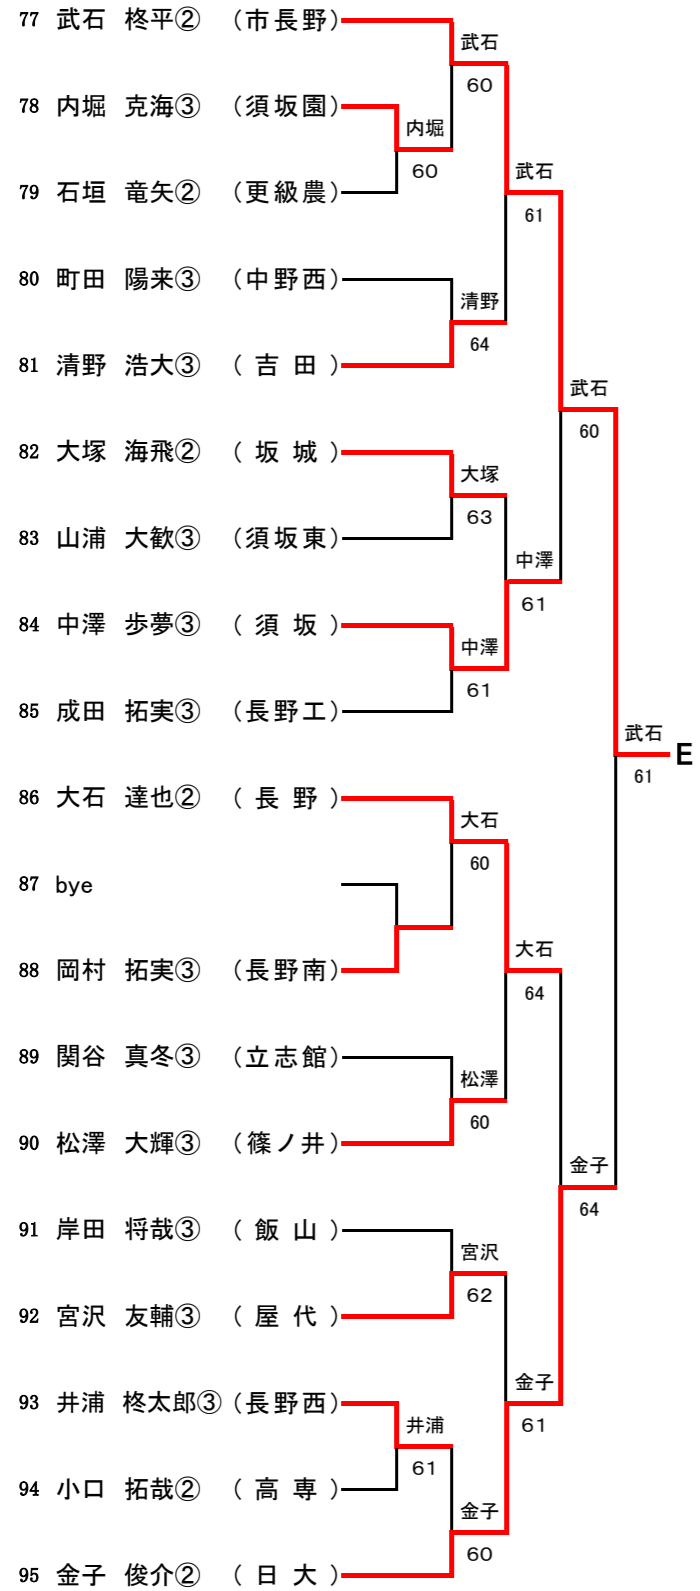 77 武石 柊平② (市長野)
武石
60
78 内堀 克海③ (須坂園)
内堀
60
武石
61
79 石垣 竜矢② (更級農)
80 町田 陽来③ (中野西)
清野
64
81 清野 浩大③ (吉田)
武石
60
82 大塚 海飛② (坂城)
大塚
63
83 山浦 大歓③ (須坂東)
中澤
61
84 中澤 歩夢③ (須坂)
中澤
61
85 成田 拓実③ (長野工)
武石
61
E
86 大石 達也② (長野)
大石
60
87 bye
88 岡村 拓実③ (長野南)
大石
64
89 関谷 真冬③ (立志館)
松澤
60
90 松澤 大輝③ (篠ノ井)
金子
64
91 岸田 将哉③ (飯山)
宮沢
62
92 宮沢 友輔③ (屋代)
金子
61
93 井浦 柊太郎③ (長野西)
井浦
61
94 小口 拓哉② (高専)
金子
60
95 金子 俊介② (日大)